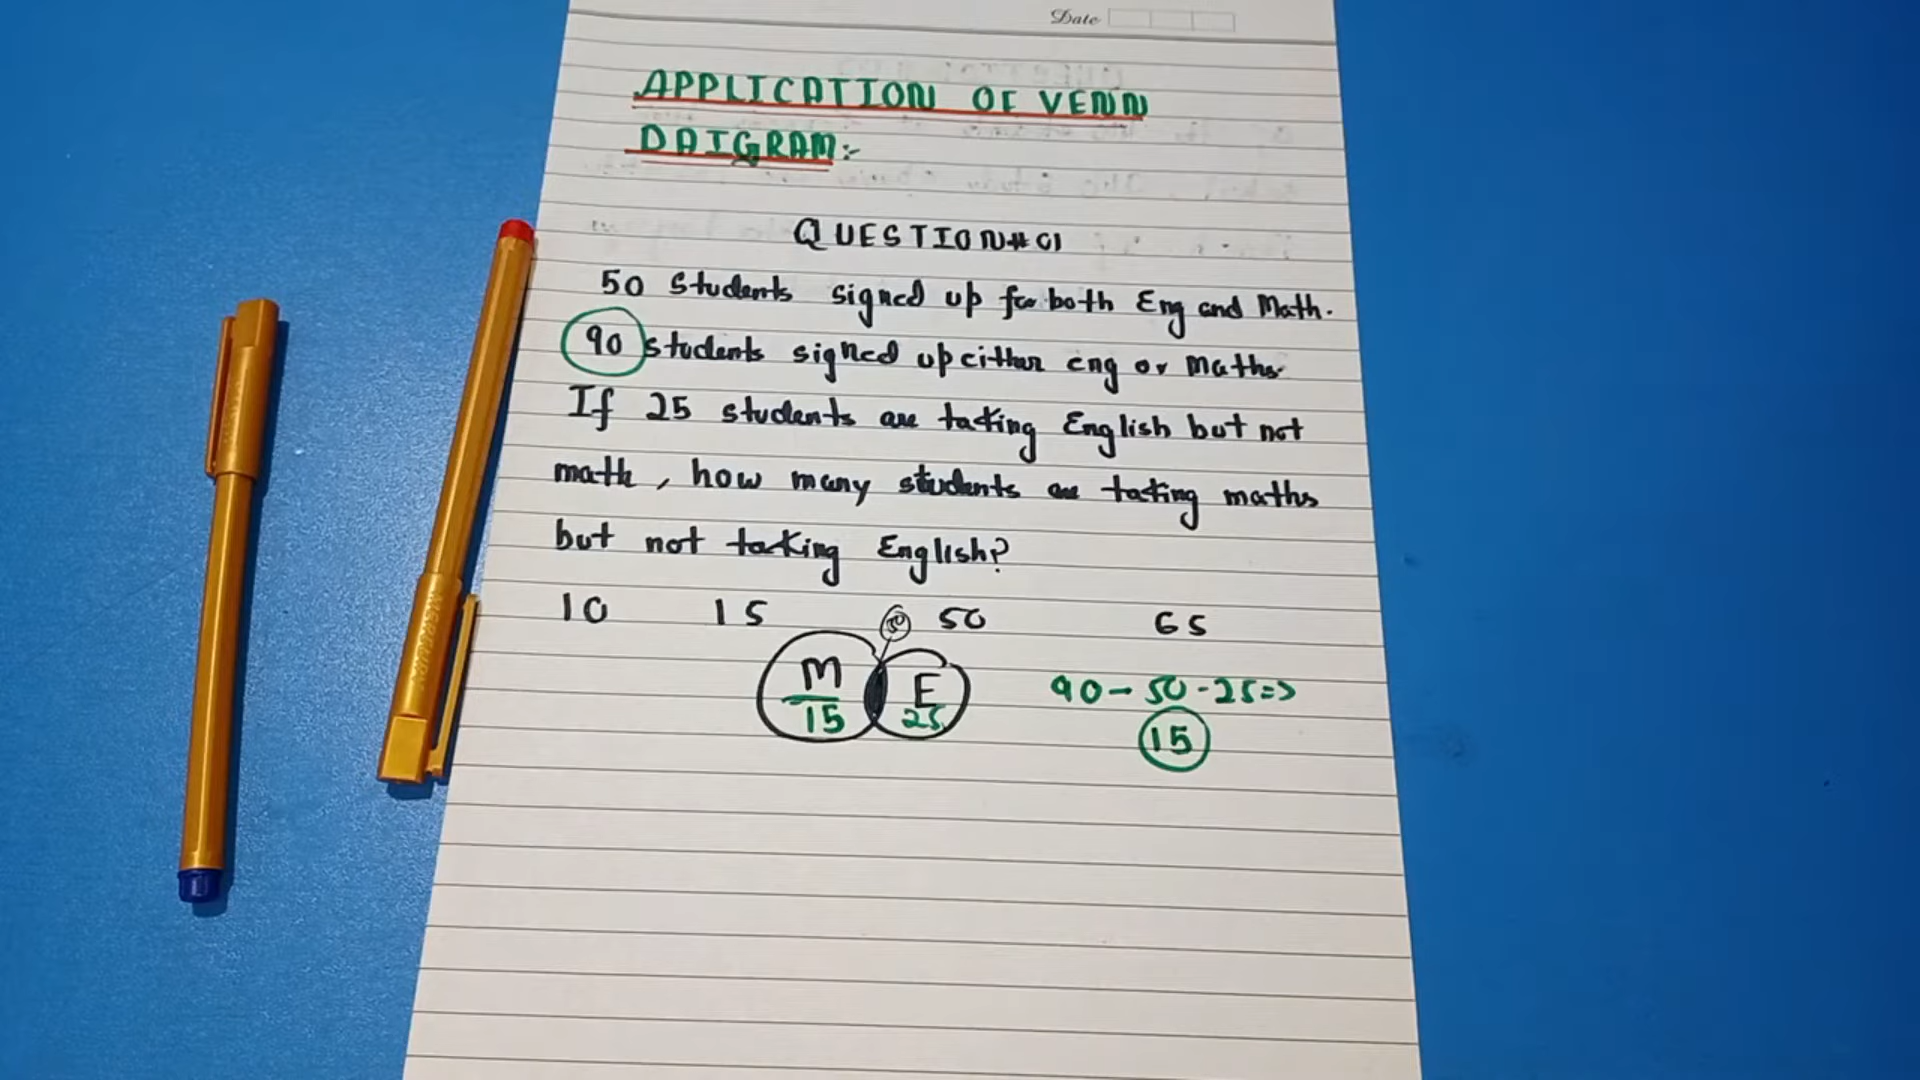 Date
APPLICATION OF VENN
DAIGRAM:-
QUESTION# 01
50 students signed up for both Eng and Math.
90 students signed up either eng or Maths.
If 25 students are taking English but not
math, how many students are taking maths
but not taking English?
10 15 50 65
50
M E
15 25
90 - 50 - 25 =>
15
MERCURY